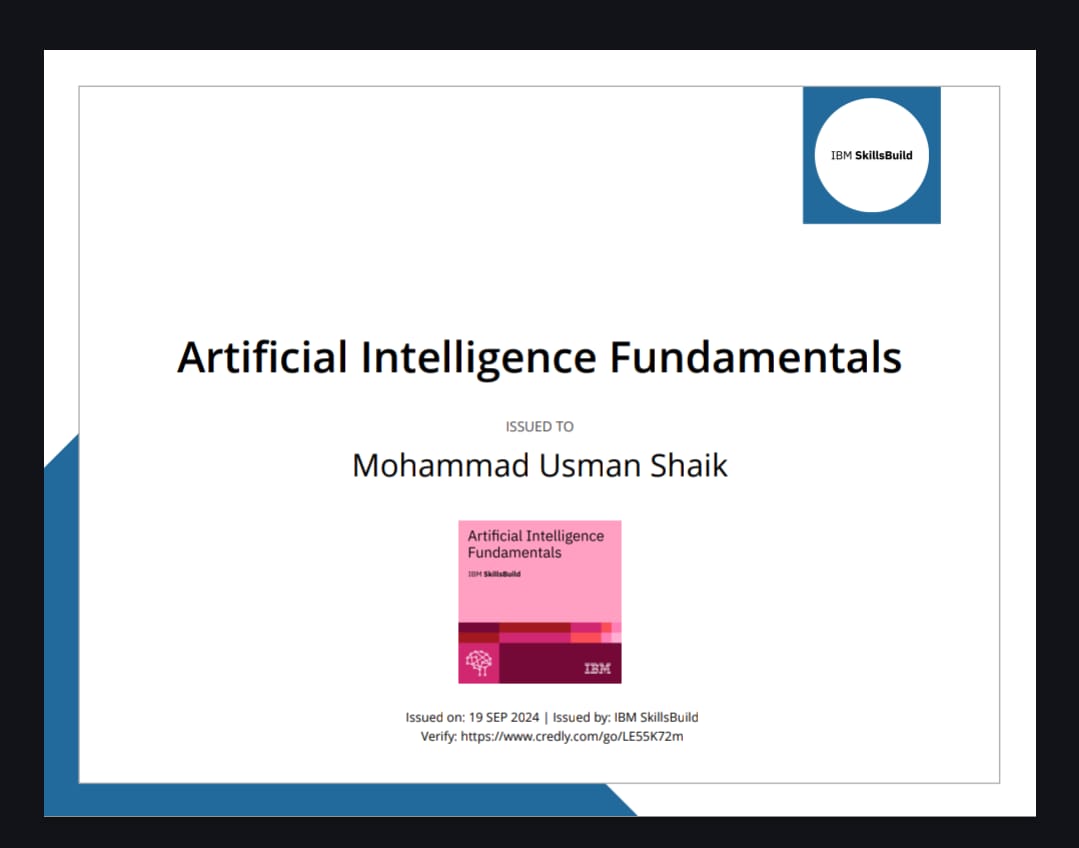 IBM SkillsBuild
Artificial Intelligence Fundamentals
ISSUED TO
Mohammad Usman Shaik
Artificial Intelligence
Fundamentals
IBM SkillsBuild
IBM
Issued on: 19 SEP 2024 | Issued by: IBM SkillsBuild
Verify: https://www.credly.com/go/LE55K72m